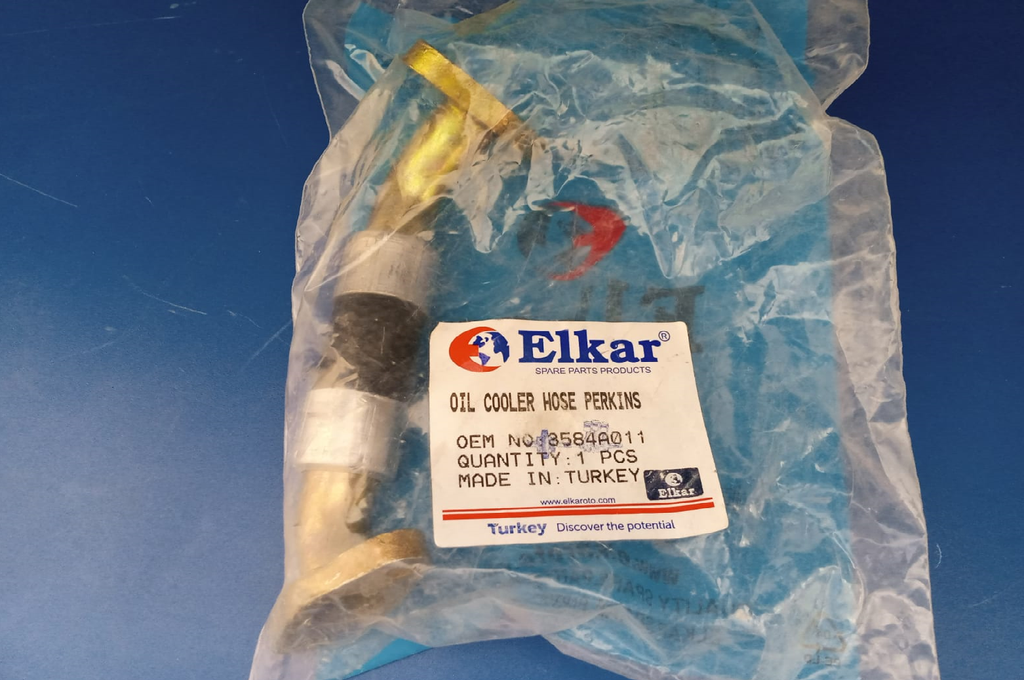 Elkar®
SPARE PARTS PRODUCTS
OIL COOLER HOSE PERKINS
OEM NO:3584A011
QUANTITY:1 PCS
MADE IN:TURKEY
Elkar
www.elkaroto.com
Turkey Discover the potential